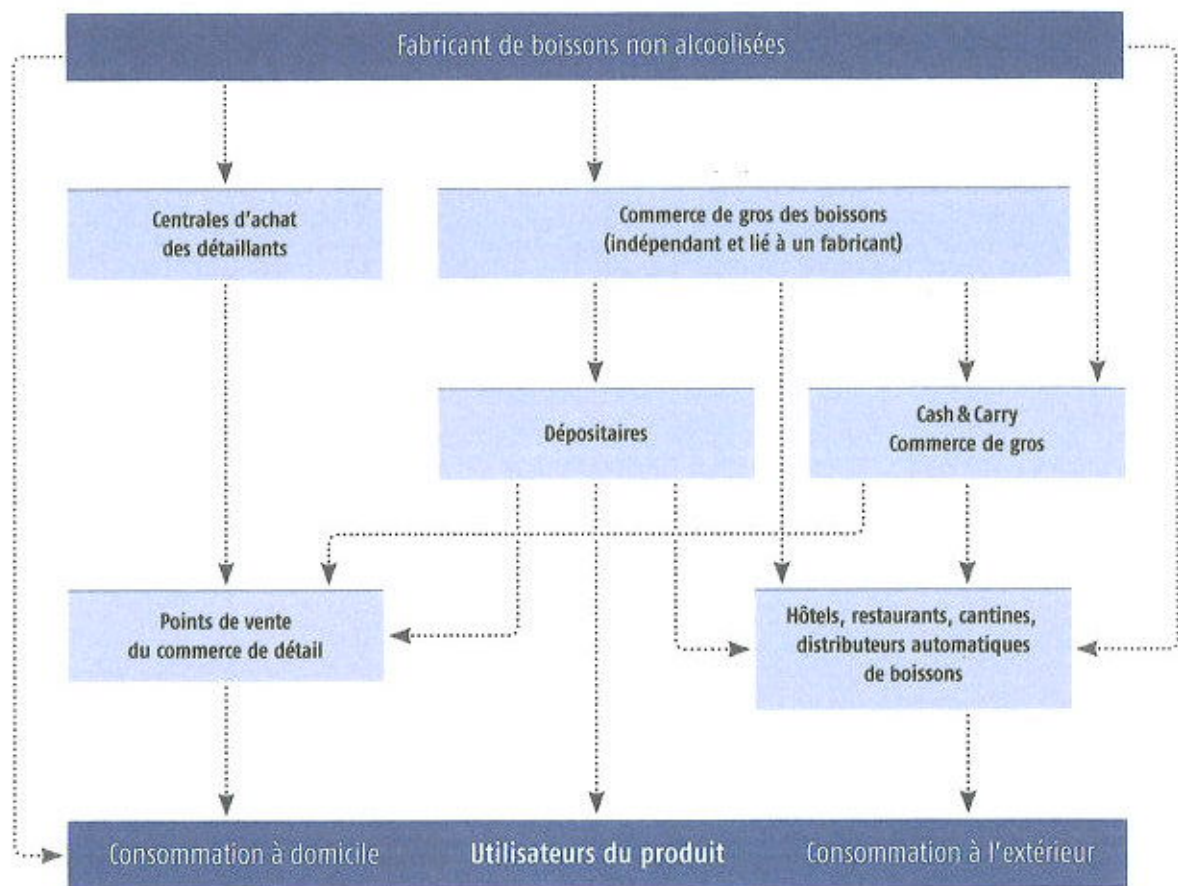 Fabricant de boissons non alcoolisées
Centrales d'achat
des détaillants
Commerce de gros des boissons
(indépendant et lié à un fabricant)
Dépositaires
Cash & Carry
Commerce de gros
Points de vente
du commerce de détail
Hôtels, restaurants, cantines,
distributeurs automatiques
de boissons
Consommation à domicile
Utilisateurs du produit
Consommation à l'extérieur